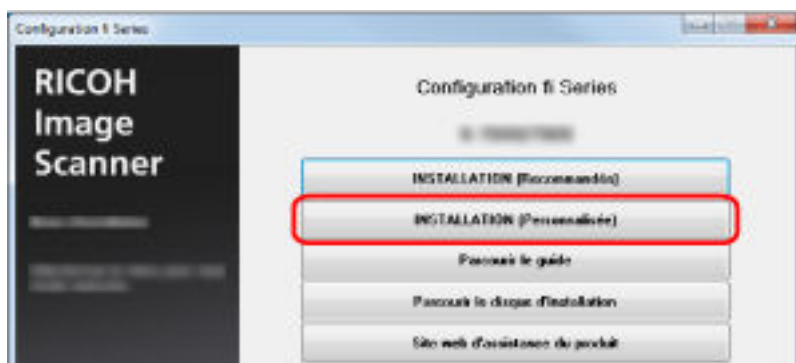 Configuration fi Series
RICOH
Image
Scanner
Configuration fi Series
INSTALLATION (Recommandée)
INSTALLATION (Personnalisée)
Parcourir le guide
Parcourir le disque d'installation
Site web d'assistance du produit